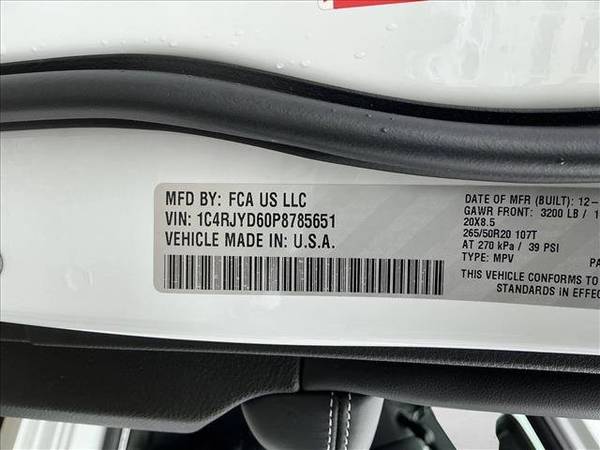 MFD BY: FCA US LLC
VIN: 1C4RJYD60P8785651
VEHICLE MADE IN: U.S.A.
DATE OF MFR (BUILT): 12-
GAWR FRONT: 3200 LB / 1
20X8.5
265/50R20 107T
AT 270 kPa / 39 PSI
TYPE: MPV PA
THIS VEHICLE CONFORMS TO
STANDARDS IN EFFEC